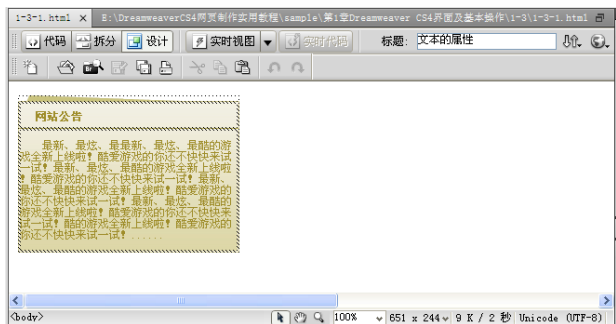 1-3-1.html × E:\DreamweaverCS4网页制作实用教程\sample\第1章Dreamweaver CS4界面及基本操作\1-3\1-3-1.html
代码 拆分 设计 实时视图 实时代码 标题: 文本的属性
网站公告
最新、最炫、最最新、最炫、最酷的游
戏全新上线啦！酷爱游戏的你还不快快来试
一试！最新、最炫、最酷的游戏全新上线啦
！酷爱游戏的你还不快快来试一试！最新、
最炫、最酷的游戏全新上线啦！酷爱游戏的
你还不快快来试一试！最新、最炫、最酷的
游戏全新上线啦！酷爱游戏的你还不快快来
试一试！酷的游戏全新上线啦！酷爱游戏的
你还不快快来试一试！......
<body> 100% 651 x 244 9 K / 2 秒 Unicode (UTF-8)